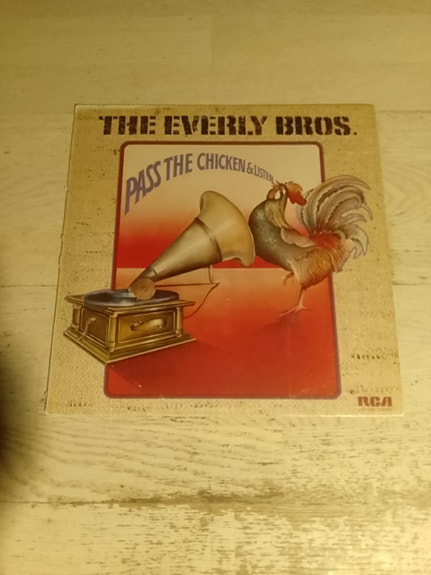 THE EVERLY BROS.
PASS THE CHICKEN & LISTEN
RCA